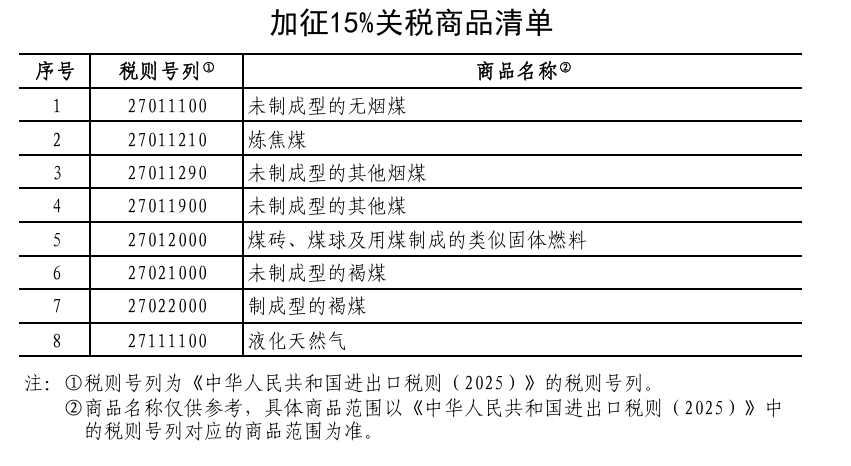 加征15%关税商品清单
序号 税则号列① 商品名称②
1 27011100 未制成型的无烟煤
2 27011210 炼焦煤
3 27011290 未制成型的其他烟煤
4 27011900 未制成型的其他煤
5 27012000 煤砖、煤球及用煤制成的类似固体燃料
6 27021000 未制成型的褐煤
7 27022000 制成型的褐煤
8 27111100 液化天然气
注：①税则号列为《中华人民共和国进出口税则（2025）》的税则号列。
②商品名称仅供参考，具体商品范围以《中华人民共和国进出口税则（2025）》中
的税则号列对应的商品范围为准。